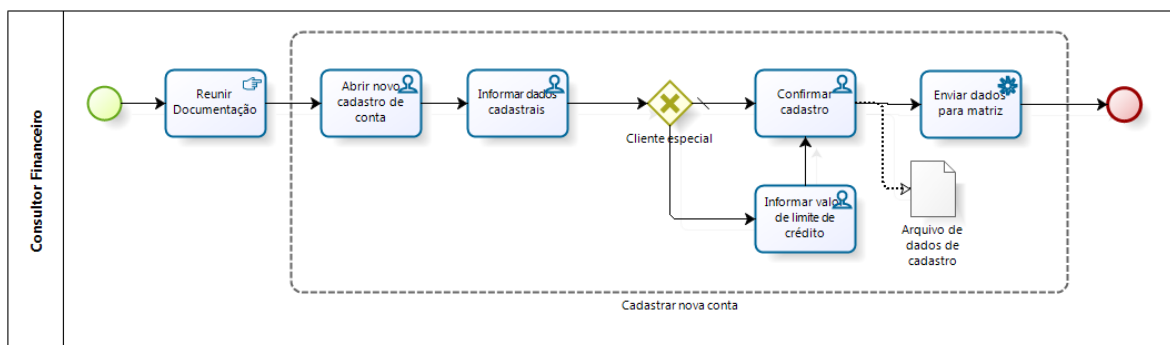 Consultor Financeiro
Reunir
Documentação
Abrir novo
cadastro de
conta
Informar dados
cadastrais
Cliente especial
Confirmar
cadastro
Enviar dados
para matriz
Informar valor
de limite de
crédito
Arquivo de
dados de
cadastro
Cadastrar nova conta